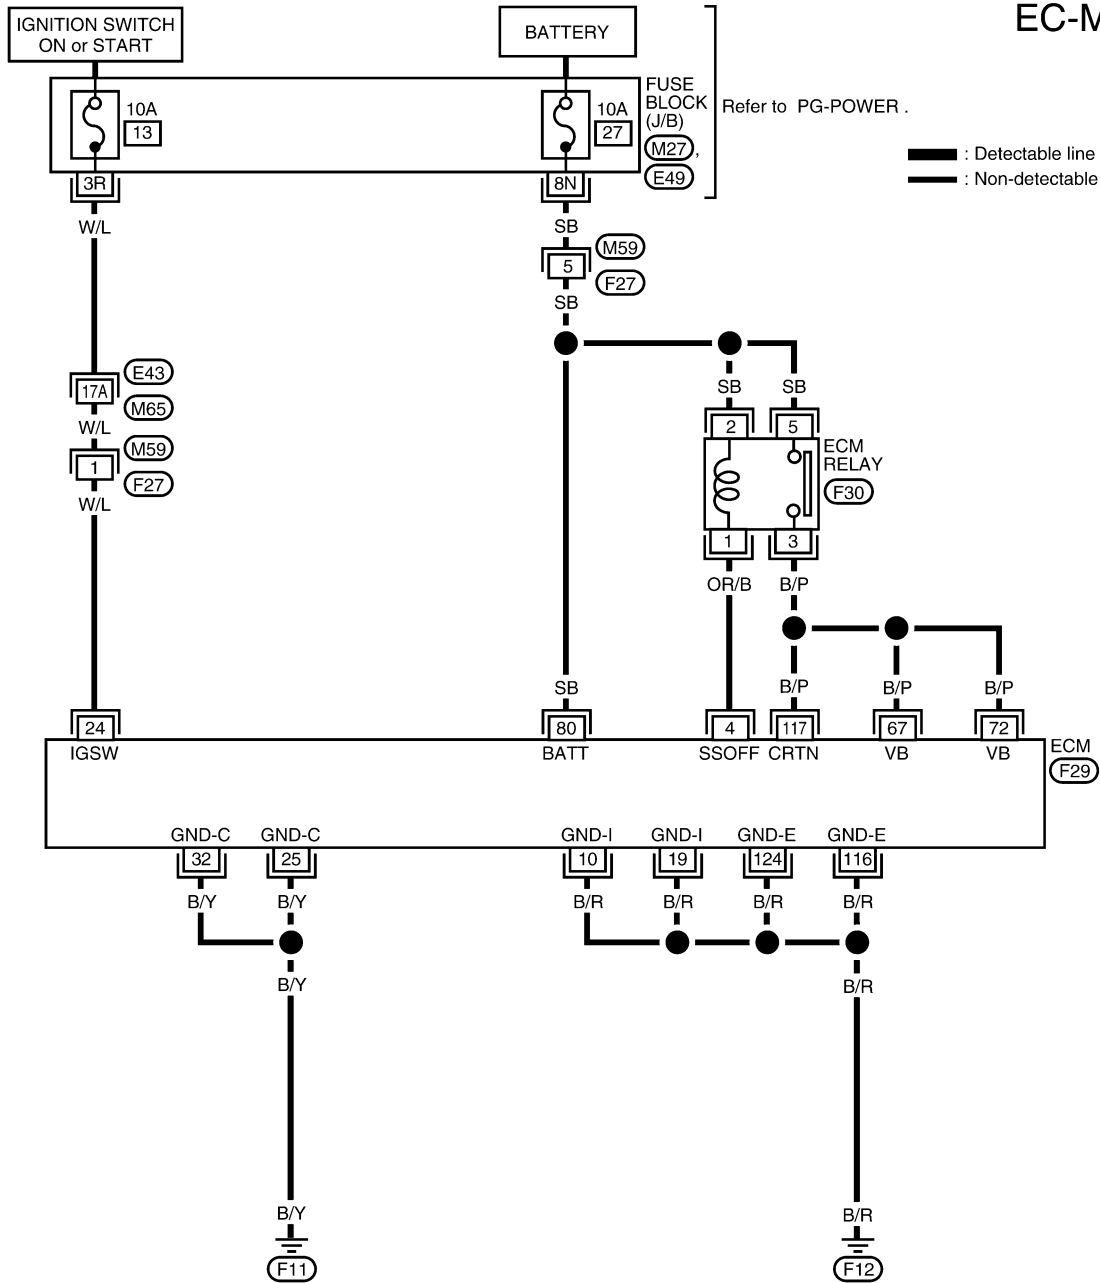 EC-M
IGNITION SWITCH
ON or START
BATTERY
FUSE
BLOCK
(J/B)
Refer to PG-POWER .
10A
13
10A
27
M27 ,
E49
: Detectable line
: Non-detectable
3R
8N
W/L
SB
M59
5
F27
SB
E43
17A
M65
W/L
M59
1
F27
W/L
SB
SB
2
5
ECM
RELAY
F30
1
3
OR/B
B/P
SB
B/P
B/P
B/P
24
80
4
117
67
72
IGSW
BATT
SSOFF
CRTN
VB
VB
ECM
F29
GND-C
GND-C
GND-I
GND-I
GND-E
GND-E
32
25
10
19
124
116
B/Y
B/Y
B/R
B/R
B/R
B/R
B/Y
B/R
B/Y
B/R
F11
F12